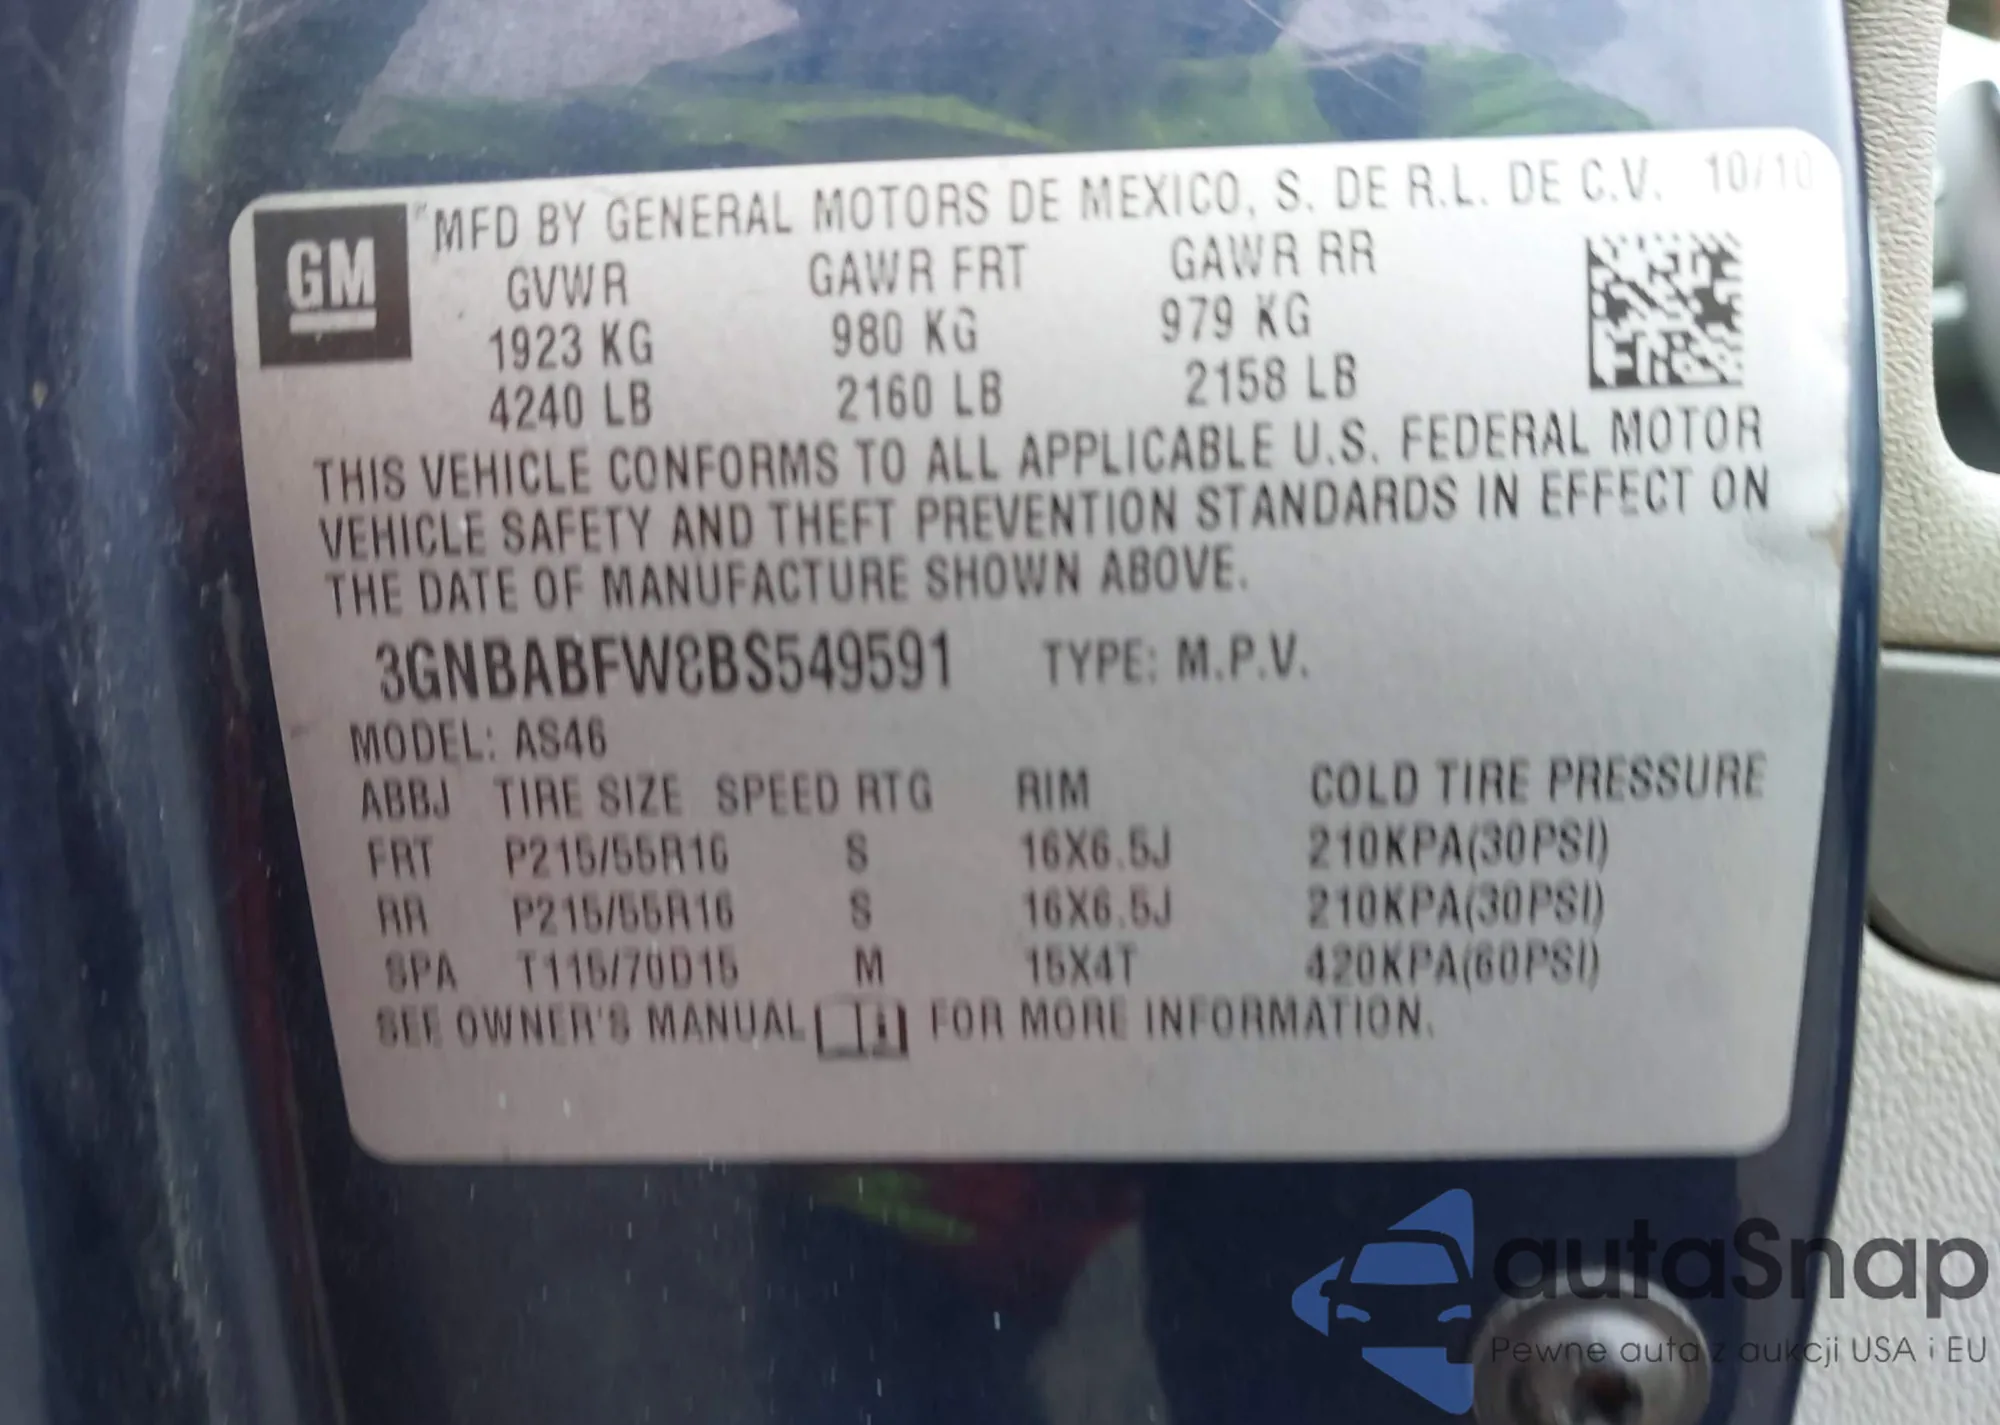 GM
MFD BY GENERAL MOTORS DE MEXICO, S. DE R.L. DE C.V. 10/10
GVWR GAWR FRT GAWR RR
1923 KG 980 KG 979 KG
4240 LB 2160 LB 2158 LB
THIS VEHICLE CONFORMS TO ALL APPLICABLE U.S. FEDERAL MOTOR
VEHICLE SAFETY AND THEFT PREVENTION STANDARDS IN EFFECT ON
THE DATE OF MANUFACTURE SHOWN ABOVE.
3GNBABFW8BS549591 TYPE: M.P.V.
MODEL: AS46
ABBJ TIRE SIZE SPEED RTG RIM COLD TIRE PRESSURE
FRT P215/55R16 S 16X6.5J 210KPA(30PSI)
RR P215/55R16 S 16X6.5J 210KPA(30PSI)
SPA T115/70D15 M 15X4T 420KPA(60PSI)
SEE OWNER'S MANUAL FOR MORE INFORMATION.
autaSnap
Pewne auta z aukcji USA i EU